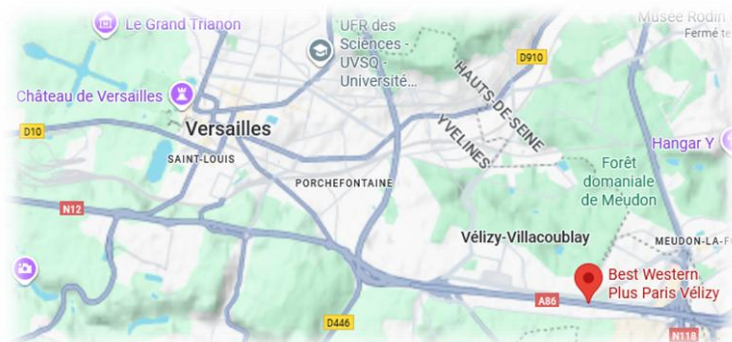 Le Grand Trianon
UFR des
Sciences -
UVSQ -
Université...
Musée Rodin
Fermé te
D910
Château de Versailles
HAUTS-DE-SEINE
YVELINES
D10
Versailles
Hangar Y
SAINT-LOUIS
Forêt
domaniale
de Meudon
PORCHEFONTAINE
N12
Vélizy-Villacoublay
MEUDON-LA-F
Best Western
Plus Paris Vélizy
A86
D446
N118